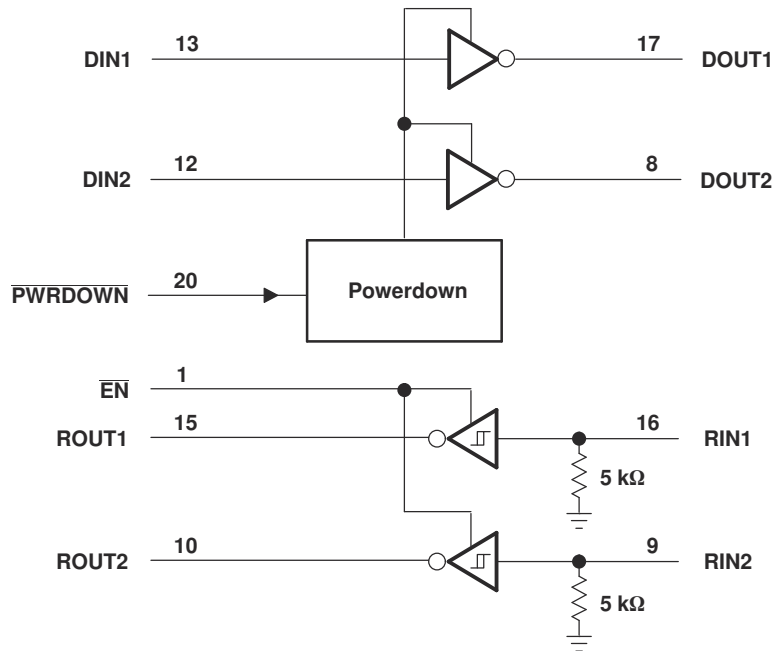 DIN1 13 17 DOUT1
DIN2 12 8 DOUT2
PWRDOWN 20 Powerdown
EN 1
ROUT1 15 16 RIN1
5 kΩ
ROUT2 10 9 RIN2
5 kΩ